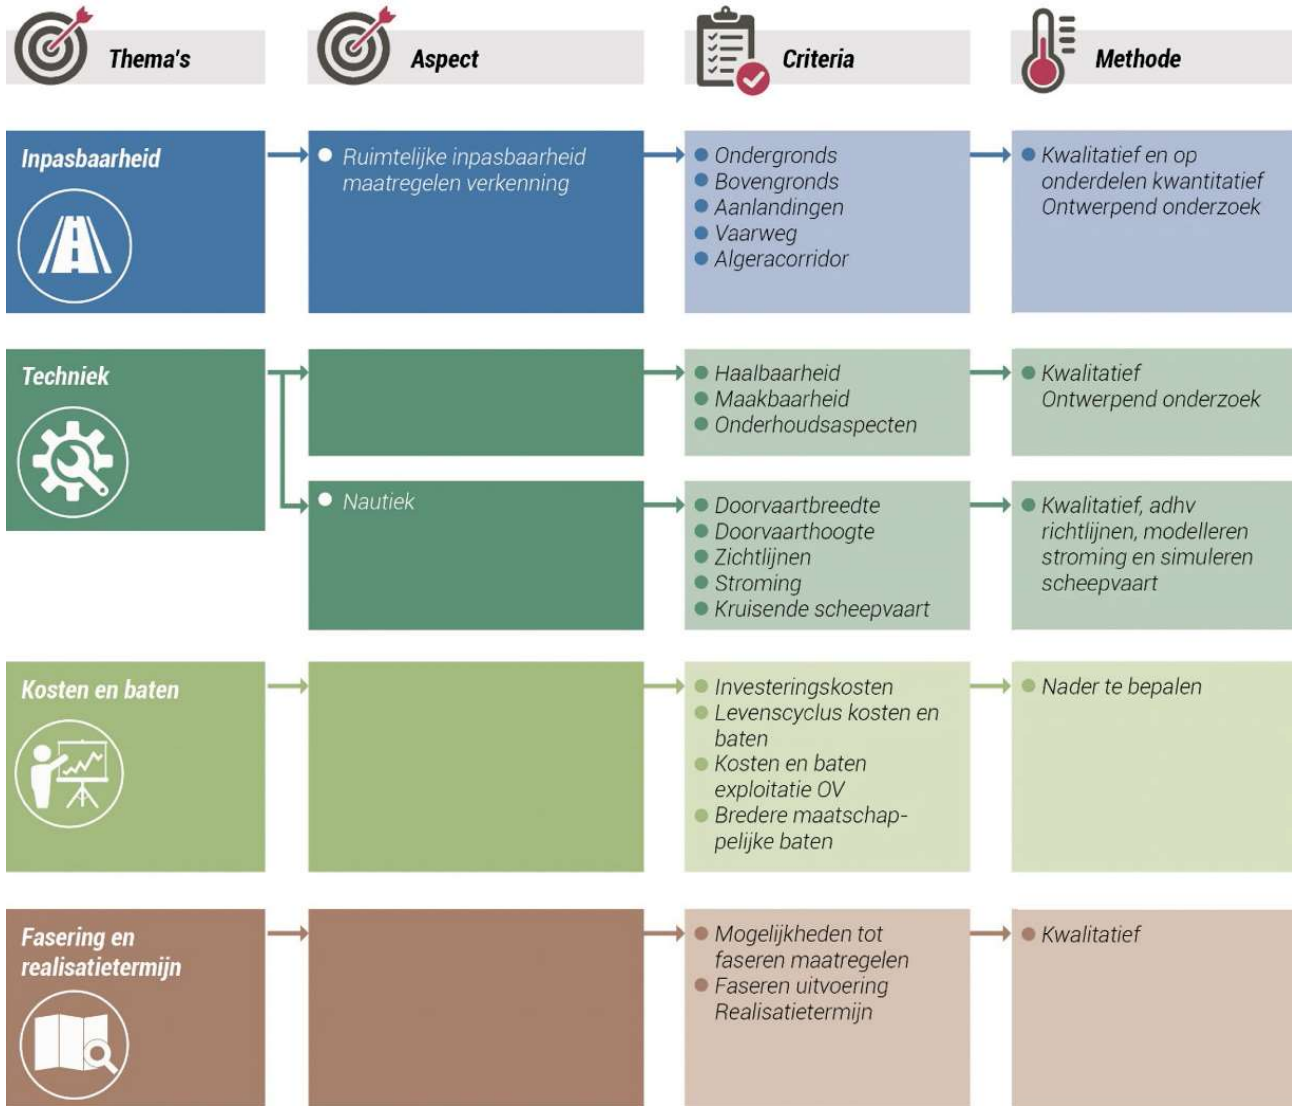 Thema's
Aspect
Criteria
Methode
Inpasbaarheid
Ruimtelijke inpasbaarheid
maatregelen verkenning
Ondergronds
Bovengronds
Aanlandingen
Vaarweg
Algeracorridor
Kwalitatief en op
onderdelen kwantitatief
Ontwerpend onderzoek
Techniek
Haalbaarheid
Maakbaarheid
Onderhoudsaspecten
Kwalitatief
Ontwerpend onderzoek
Nautiek
Doorvaartbreedte
Doorvaarthoogte
Zichtlijnen
Stroming
Kruisende scheepvaart
Kwalitatief, adhv
richtlijnen, modelleren
stroming en simuleren
scheepvaart
Kosten en baten
Investeringskosten
Levenscyclus kosten en
baten
Kosten en baten
exploitatie OV
Bredere maatschap-
pelijke baten
Nader te bepalen
Fasering en
realisatietermijn
Mogelijkheden tot
faseren maatregelen
Faseren uitvoering
Realisatietermijn
Kwalitatief